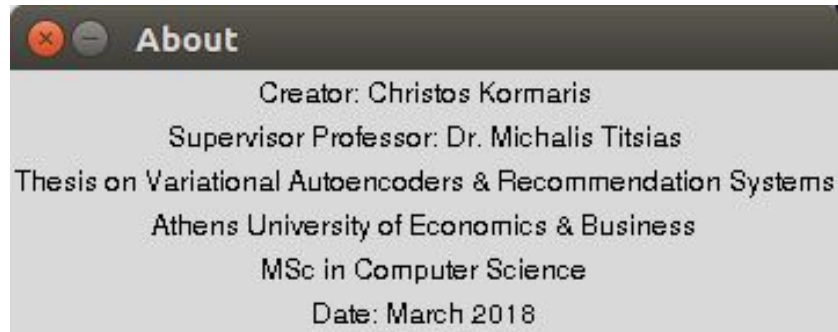 About
Creator: Christos Kormaris
Supervisor Professor: Dr. Michalis Titsias
Thesis on Variational Autoencoders & Recommendation Systems
Athens University of Economics & Business
MSc in Computer Science
Date: March 2018